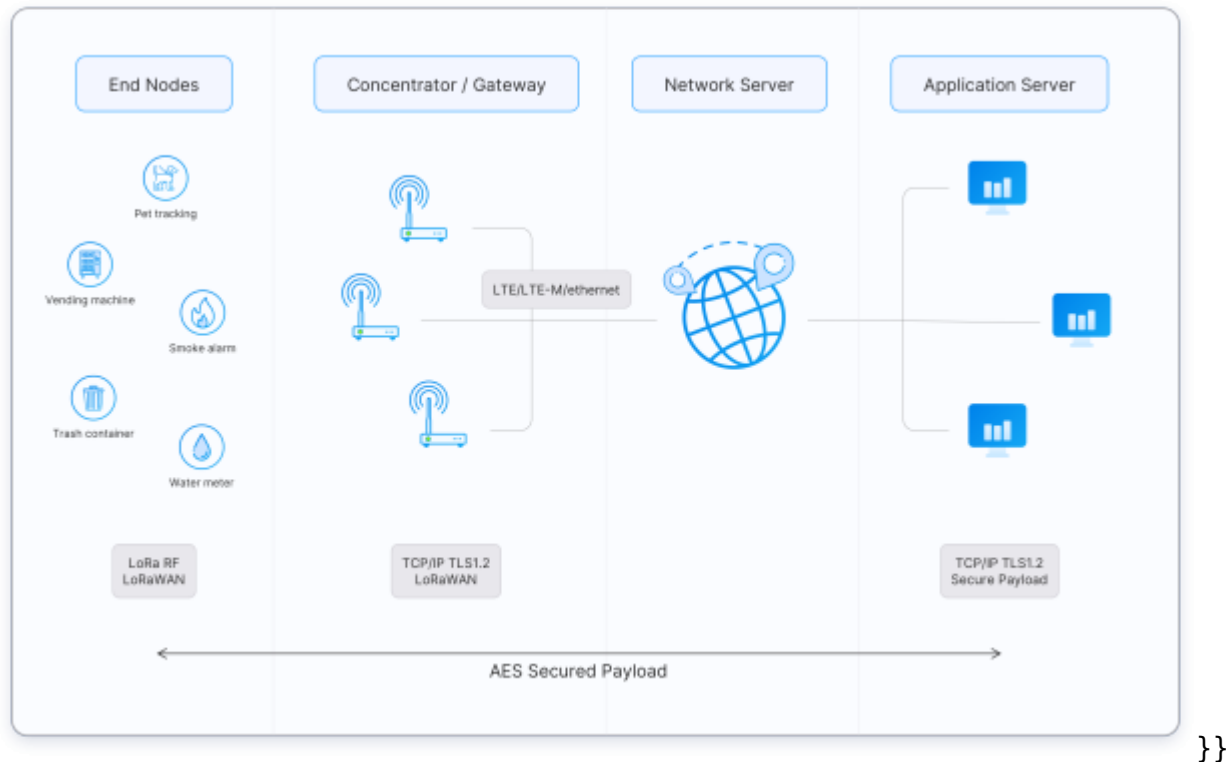 End Nodes
Concentrator / Gateway
Network Server
Application Server
Pet tracking
Vending machine
Smoke alarm
Trash container
Water meter
LTE/LTE-M/ethernet
LoRa RF
LoRaWAN
TCP/IP TLS1.2
LoRaWAN
TCP/IP TLS1.2
Secure Payload
AES Secured Payload
}}